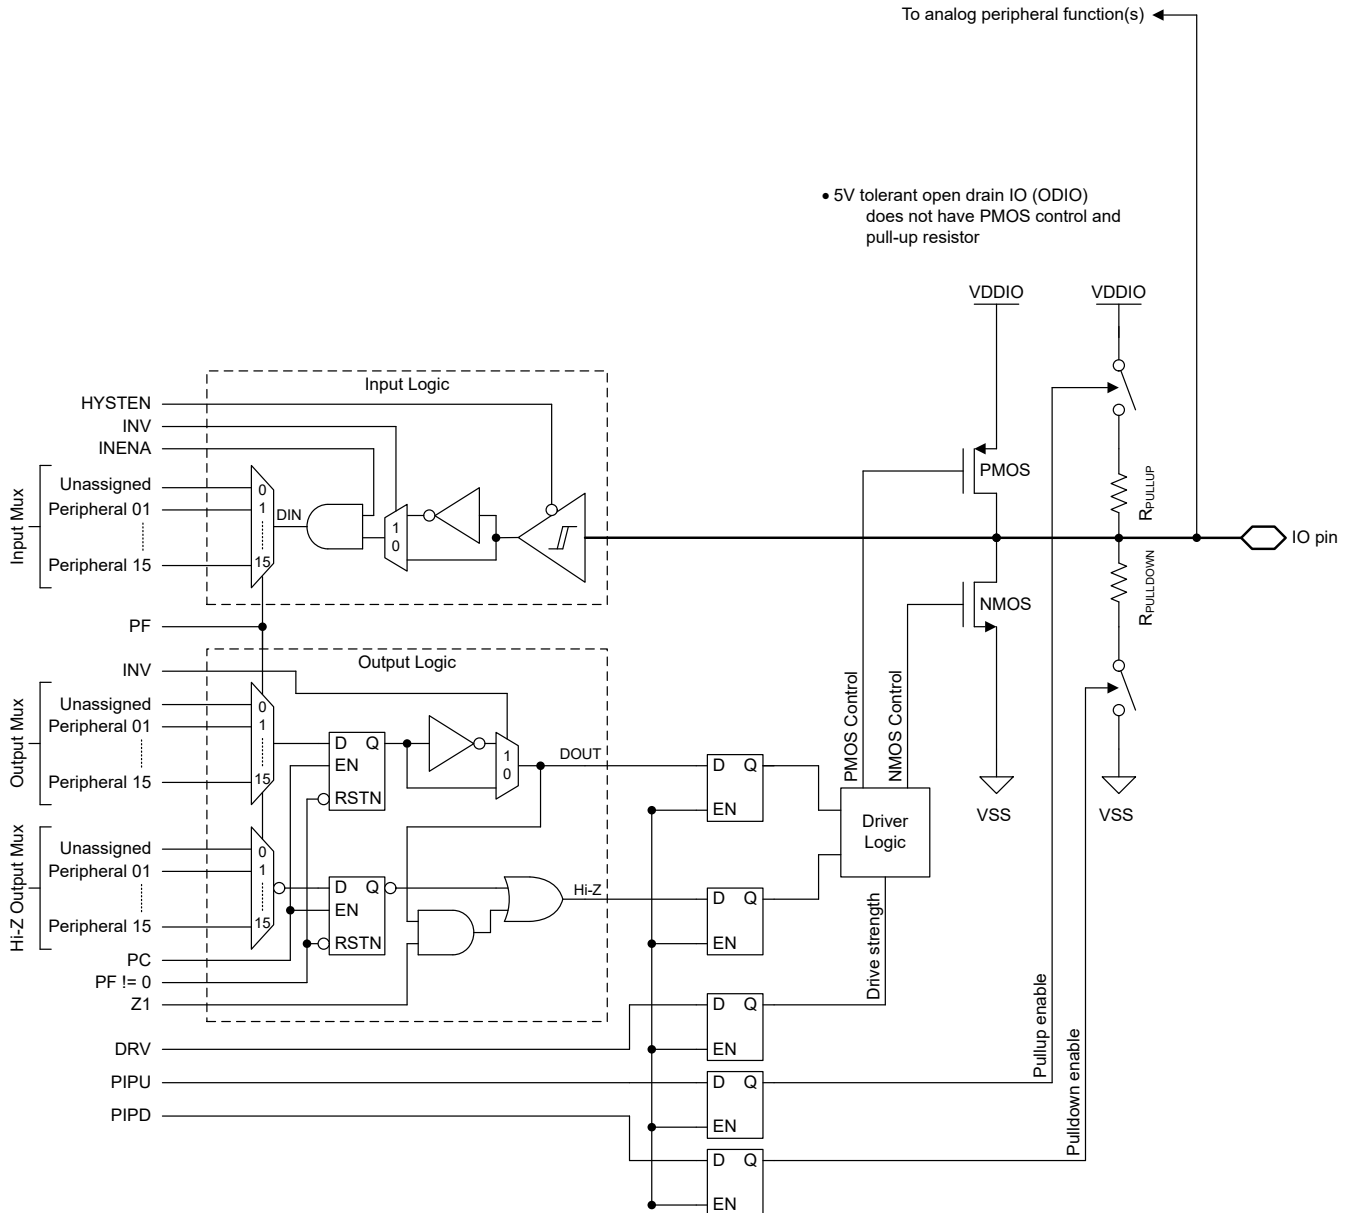 To analog peripheral function(s)
• 5V tolerant open drain IO (ODIO)
does not have PMOS control and
pull-up resistor
VDDIO
VDDIO
Input Logic
HYSTEN
INV
INENA
Input Mux
Unassigned
Peripheral 01
Peripheral 15
0
1
15
DIN
1
0
PMOS
RPULLUP
IO pin
NMOS
RPULLDOWN
PF
Output Logic
INV
Output Mux
Unassigned
Peripheral 01
Peripheral 15
0
1
15
D Q
EN
RSTN
1
0
DOUT
D Q
EN
PMOS Control
NMOS Control
Driver
Logic
VSS
VSS
Hi-Z Output Mux
Unassigned
Peripheral 01
Peripheral 15
0
1
15
D Q
EN
RSTN
Hi-Z
D Q
EN
PC
PF != 0
Z1
Drive strength
D Q
EN
DRV
PIPU
D Q
EN
Pullup enable
PIPD
D Q
EN
Pulldown enable